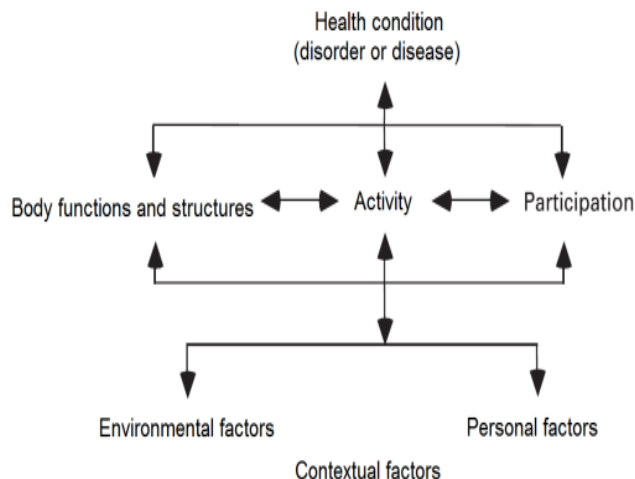 Health condition
(disorder or disease)
Body functions and structures
Activity
Participation
Environmental factors
Personal factors
Contextual factors